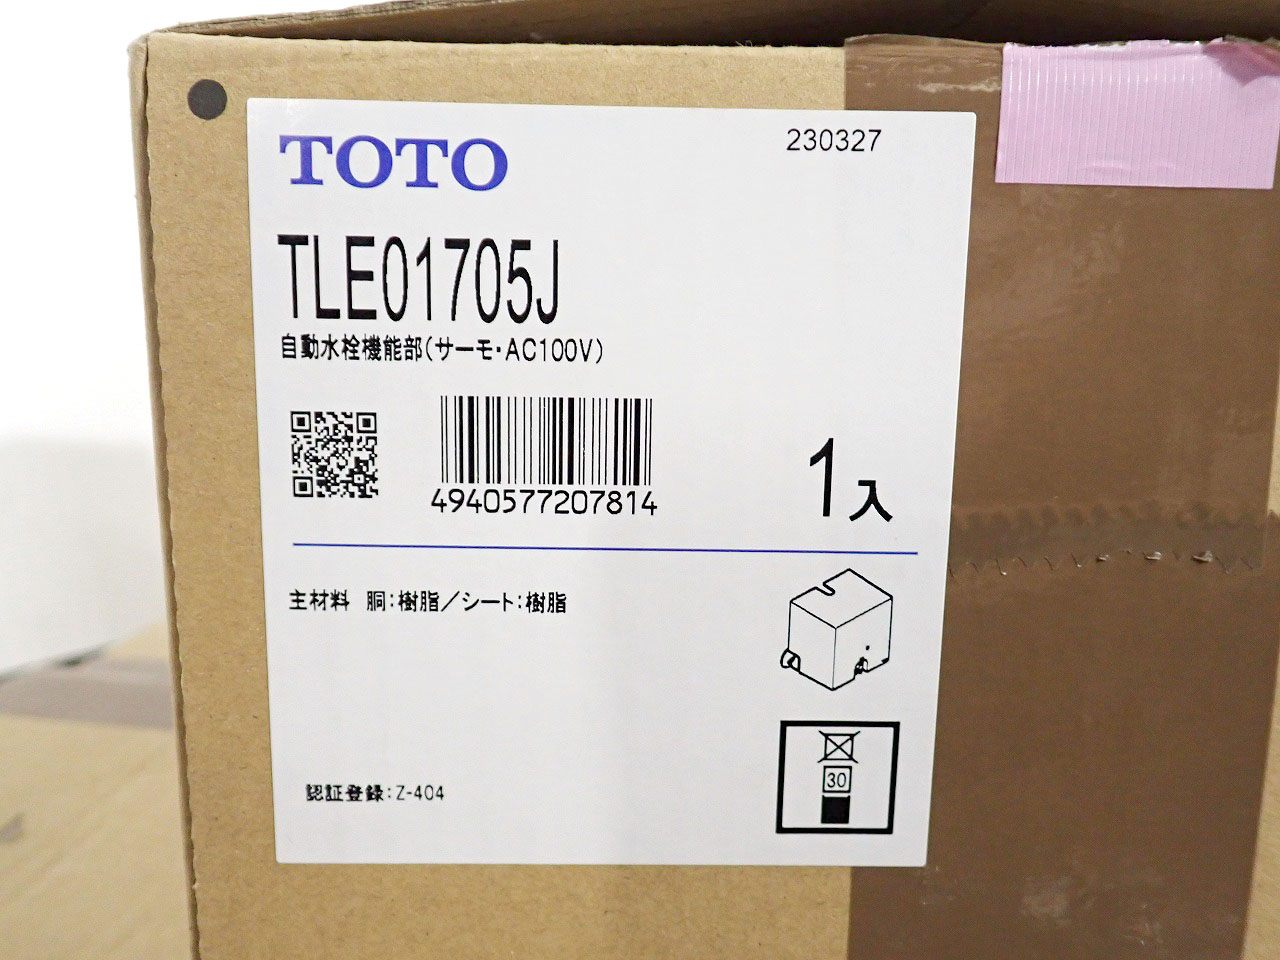 TOTO
230327
TLE01705J
自動水栓機能部(サーモ・AC100V)
4940577207814
1入
主材料 胴:樹脂/シート:樹脂
30
認証登録:Z-404